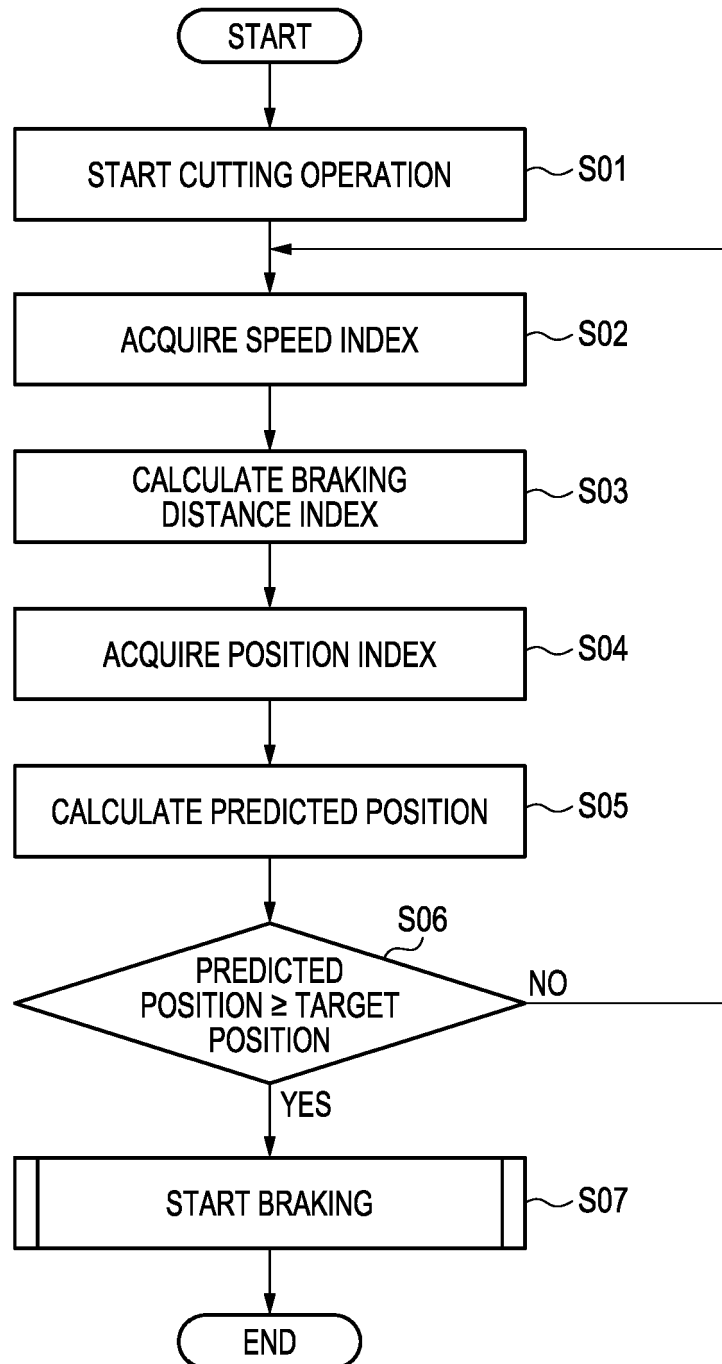 START
START CUTTING OPERATION
S01
ACQUIRE SPEED INDEX
S02
CALCULATE BRAKING
DISTANCE INDEX
S03
ACQUIRE POSITION INDEX
S04
CALCULATE PREDICTED POSITION
S05
S06
PREDICTED
POSITION ≥ TARGET
POSITION
NO
YES
START BRAKING
S07
END